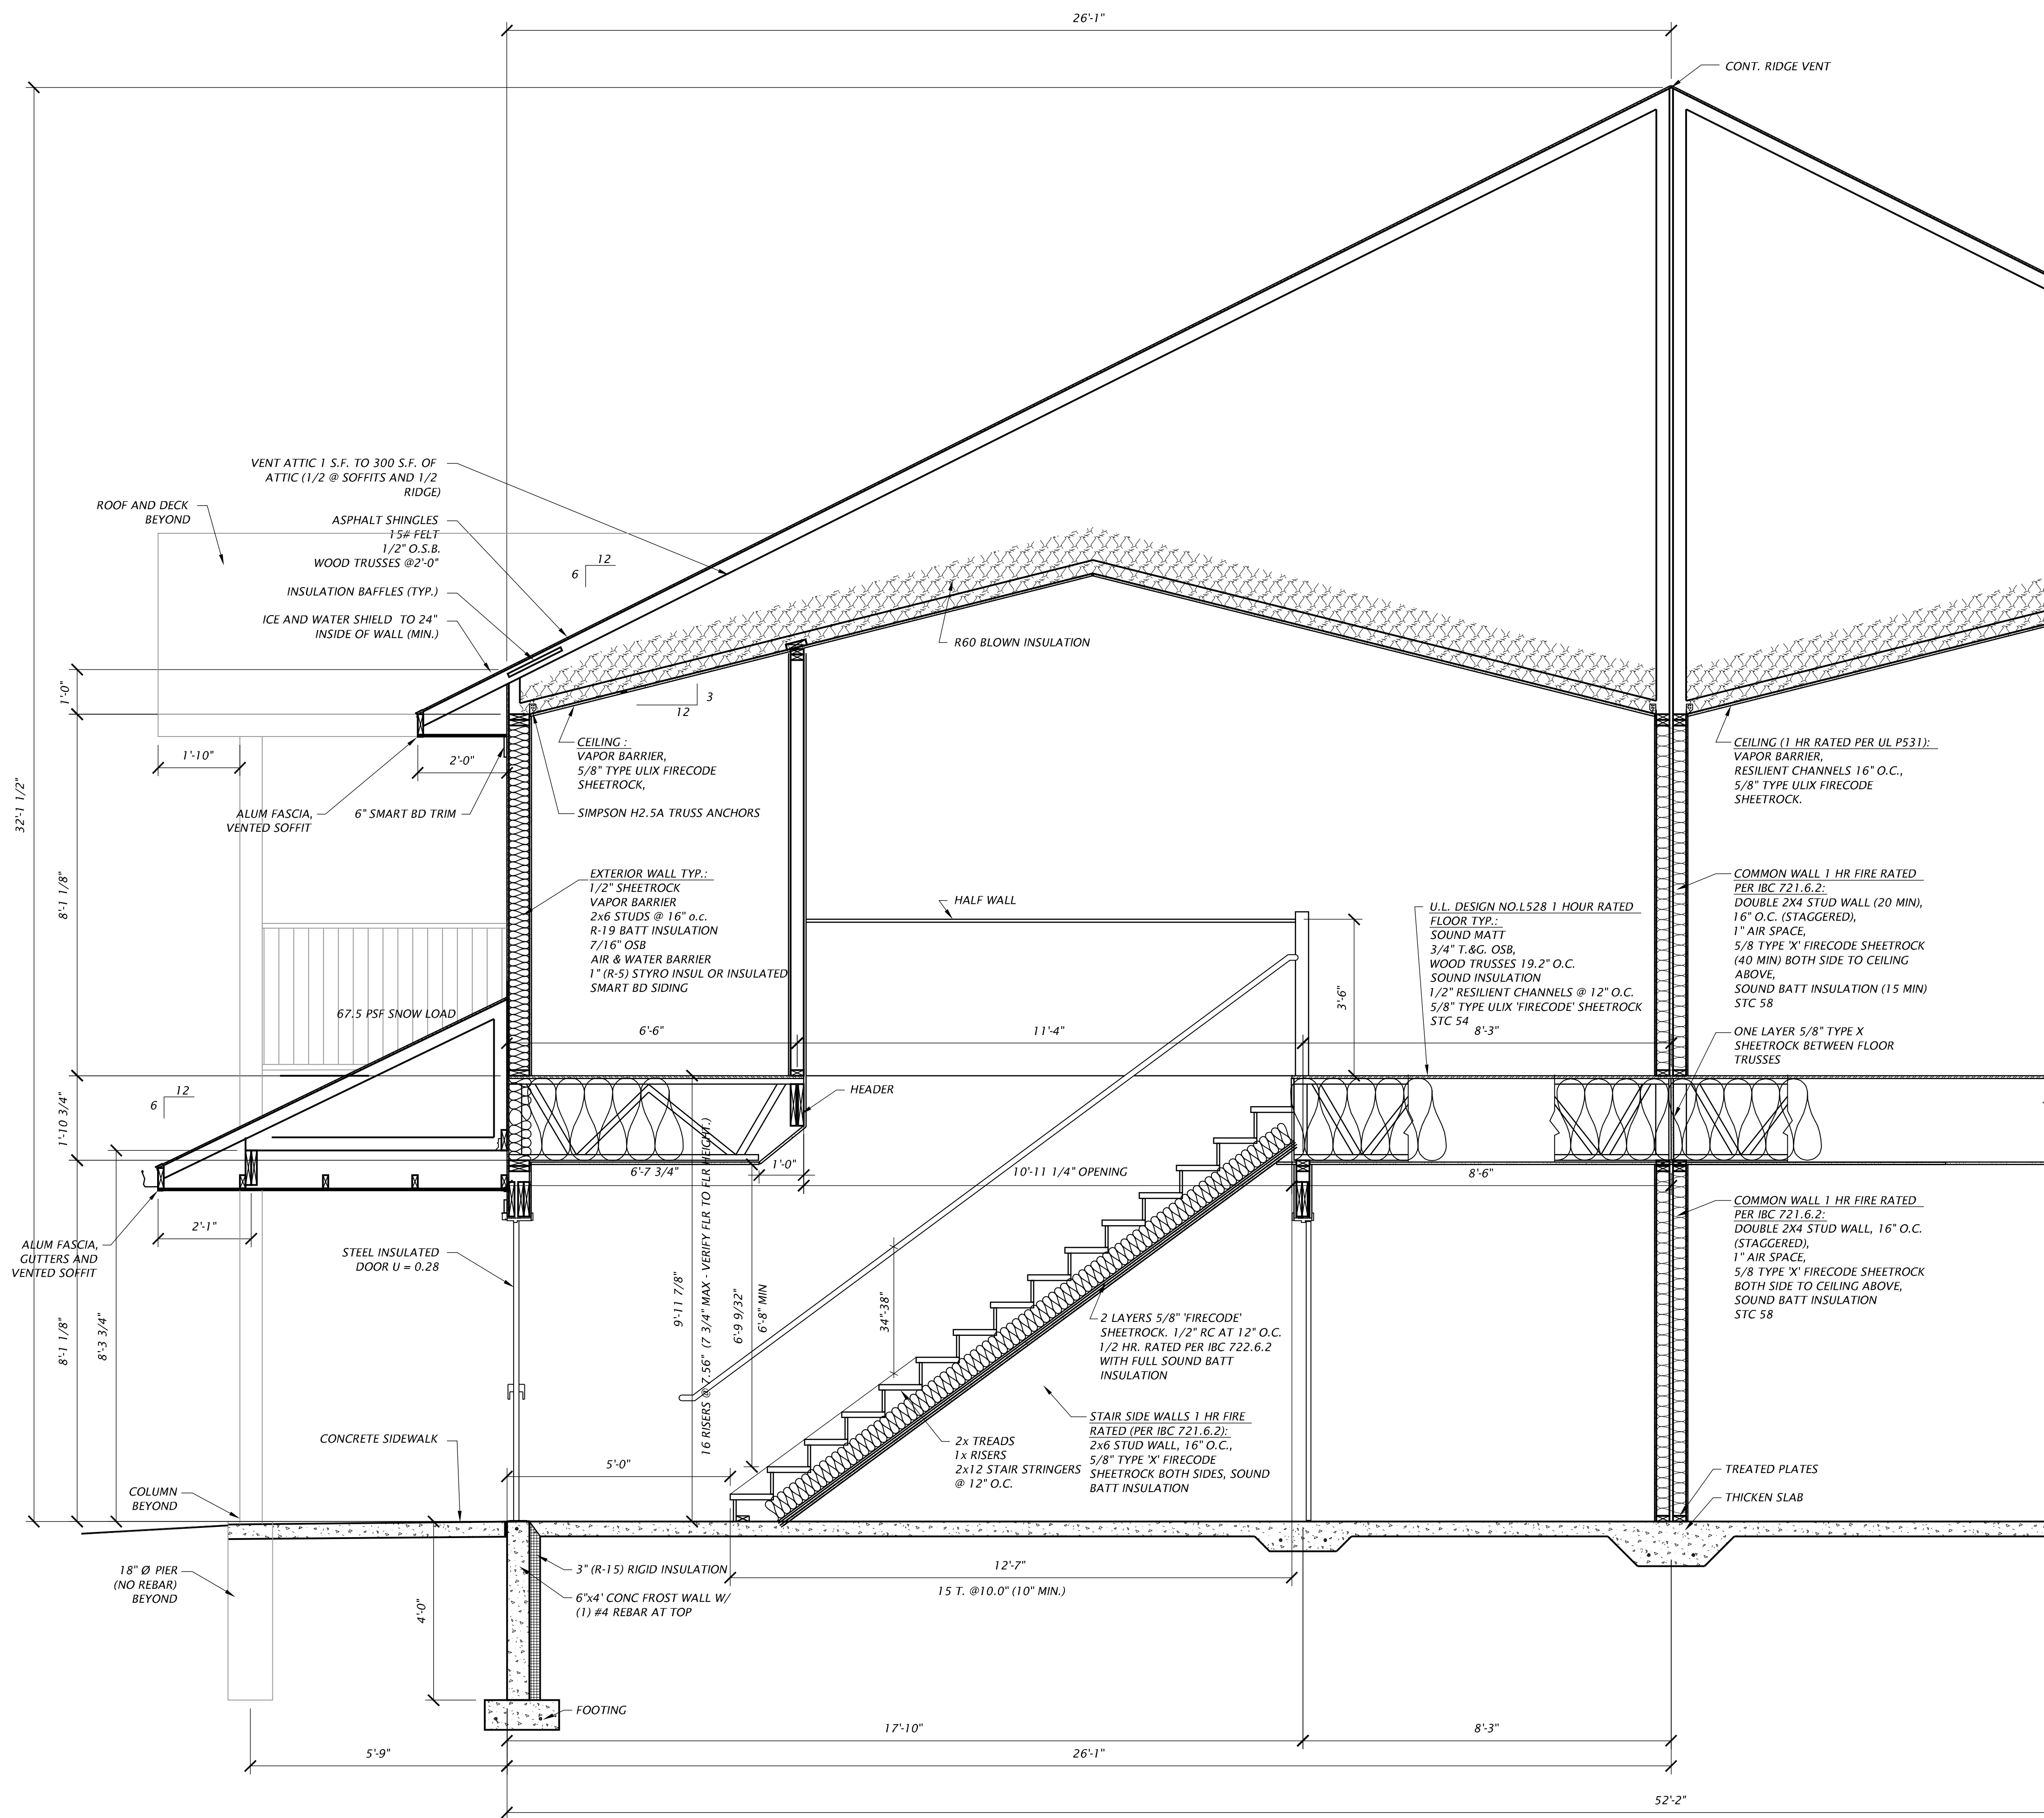 26'-1"
CONT. RIDGE VENT
32'-1 1/2"
VENT ATTIC 1 S.F. TO 300 S.F. OF
ATTIC (1/2 @ SOFFITS AND 1/2
RIDGE)
ROOF AND DECK
BEYOND
ASPHALT SHINGLES
15# FELT
1/2" O.S.B.
WOOD TRUSSES @2'-0"
12
6
INSULATION BAFFLES (TYP.)
ICE AND WATER SHIELD TO 24"
INSIDE OF WALL (MIN.)
R60 BLOWN INSULATION
1'-0"
3
12
1'-10"
2'-0"
CEILING :
VAPOR BARRIER,
5/8" TYPE ULIX FIRECODE
SHEETROCK,
CEILING (1 HR RATED PER UL P531):
VAPOR BARRIER,
RESILIENT CHANNELS 16" O.C.,
5/8" TYPE ULIX FIRECODE
SHEETROCK.
ALUM FASCIA,
VENTED SOFFIT
6" SMART BD TRIM
SIMPSON H2.5A TRUSS ANCHORS
8'-1 1/8"
EXTERIOR WALL TYP.:
1/2" SHEETROCK
VAPOR BARRIER
2x6 STUDS @ 16" o.c.
R-19 BATT INSULATION
7/16" OSB
AIR & WATER BARRIER
1" (R-5) STYRO INSUL OR INSULATED
SMART BD SIDING
HALF WALL
U.L. DESIGN NO.L528 1 HOUR RATED
FLOOR TYP.:
SOUND MATT
3/4" T.&G. OSB,
WOOD TRUSSES 19.2" O.C.
SOUND INSULATION
1/2" RESILIENT CHANNELS @ 12" O.C.
5/8" TYPE ULIX 'FIRECODE' SHEETROCK
STC 54
COMMON WALL 1 HR FIRE RATED
PER IBC 721.6.2:
DOUBLE 2X4 STUD WALL (20 MIN),
16" O.C. (STAGGERED),
1" AIR SPACE,
5/8 TYPE 'X' FIRECODE SHEETROCK
(40 MIN) BOTH SIDE TO CEILING
ABOVE,
SOUND BATT INSULATION (15 MIN)
STC 58
3'-6"
67.5 PSF SNOW LOAD
6'-6"
11'-4"
8'-3"
ONE LAYER 5/8" TYPE X
SHEETROCK BETWEEN FLOOR
TRUSSES
HEADER
12
6
1'-10 3/4"
6'-7 3/4"
1'-0"
10'-11 1/4" OPENING
8'-6"
COMMON WALL 1 HR FIRE RATED
PER IBC 721.6.2:
DOUBLE 2X4 STUD WALL, 16" O.C.
(STAGGERED),
1" AIR SPACE,
5/8 TYPE 'X' FIRECODE SHEETROCK
BOTH SIDE TO CEILING ABOVE,
SOUND BATT INSULATION
STC 58
2'-1"
ALUM FASCIA,
GUTTERS AND
VENTED SOFFIT
STEEL INSULATED
DOOR U = 0.28
8'-1 1/8"
8'-3 3/4"
9'-11 7/8"
16 RISERS @ 7.56" (7 3/4" MAX - VERIFY FLR TO FLR HEIGHT.)
6'-9 9/32"
6'-8" MIN
34"-38"
2 LAYERS 5/8" 'FIRECODE'
SHEETROCK. 1/2" RC AT 12" O.C.
1/2 HR. RATED PER IBC 722.6.2
WITH FULL SOUND BATT
INSULATION
STAIR SIDE WALLS 1 HR FIRE
RATED (PER IBC 721.6.2):
2x6 STUD WALL, 16" O.C.,
5/8" TYPE 'X' FIRECODE
SHEETROCK BOTH SIDES, SOUND
BATT INSULATION
2x TREADS
1x RISERS
2x12 STAIR STRINGERS
@ 12" O.C.
CONCRETE SIDEWALK
5'-0"
COLUMN
BEYOND
TREATED PLATES
THICKEN SLAB
18" Ø PIER
(NO REBAR)
BEYOND
3" (R-15) RIGID INSULATION
6"x4' CONC FROST WALL W/
(1) #4 REBAR AT TOP
12'-7"
15 T. @10.0" (10" MIN.)
4'-0"
FOOTING
17'-10"
8'-3"
5'-9"
26'-1"
52'-2"